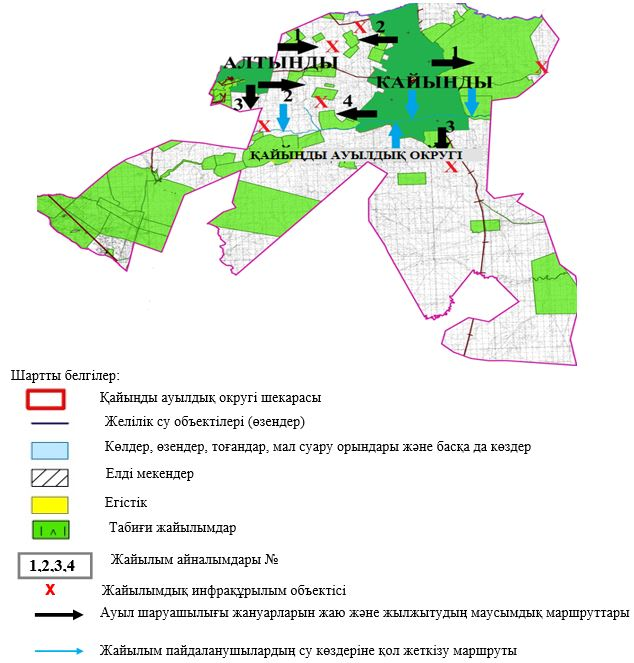 1
2
АЛТЫНДЫ
1
КАЙЫНДЫ
3
2
4
3
ҚАЙЫҢДЫ АУЫЛДЫҚ ОКРУГІ
Шартты белгілер:
Қайыңды ауылдық округі шекарасы
Желілік су объектілері (өзендер)
Көлдер, өзендер, тоғандар, мал суару орындары және басқа да көздер
Елді мекендер
Егістік
Табиғи жайылымдар
1,2,3,4 Жайылым айналымдары №
X Жайылымдық инфрақұрылым объектісі
Ауыл шаруашылығы жануарларын жаю және жылжытудың маусымдық маршруттары
Жайылым пайдаланушылардың су көздеріне қол жеткізу маршруты